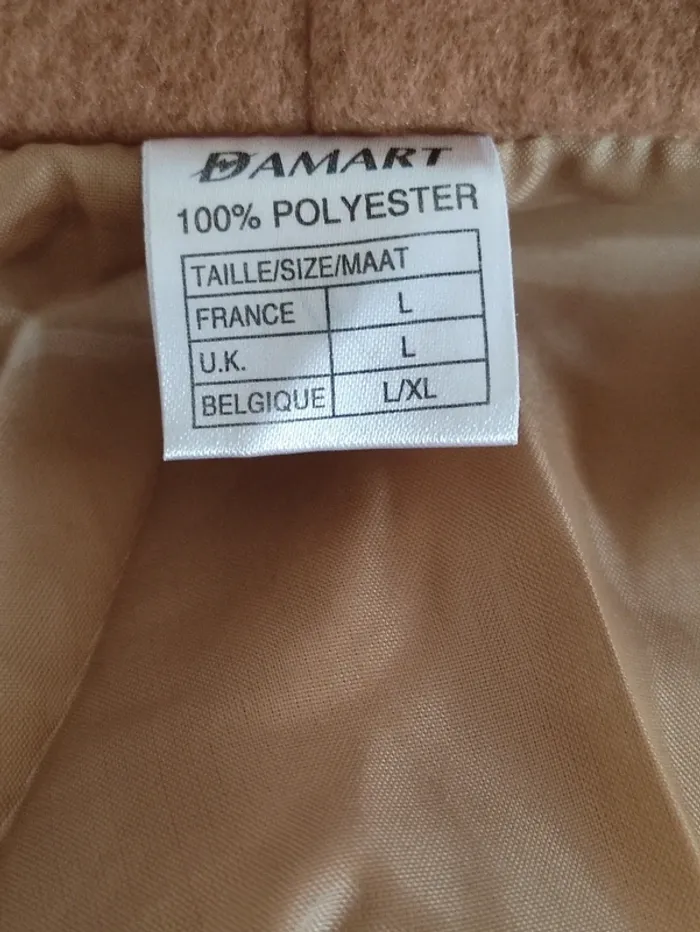 DAMART
100% POLYESTER
TAILLE/SIZE/MAAT
FRANCE L
U.K. L
BELGIQUE L/XL